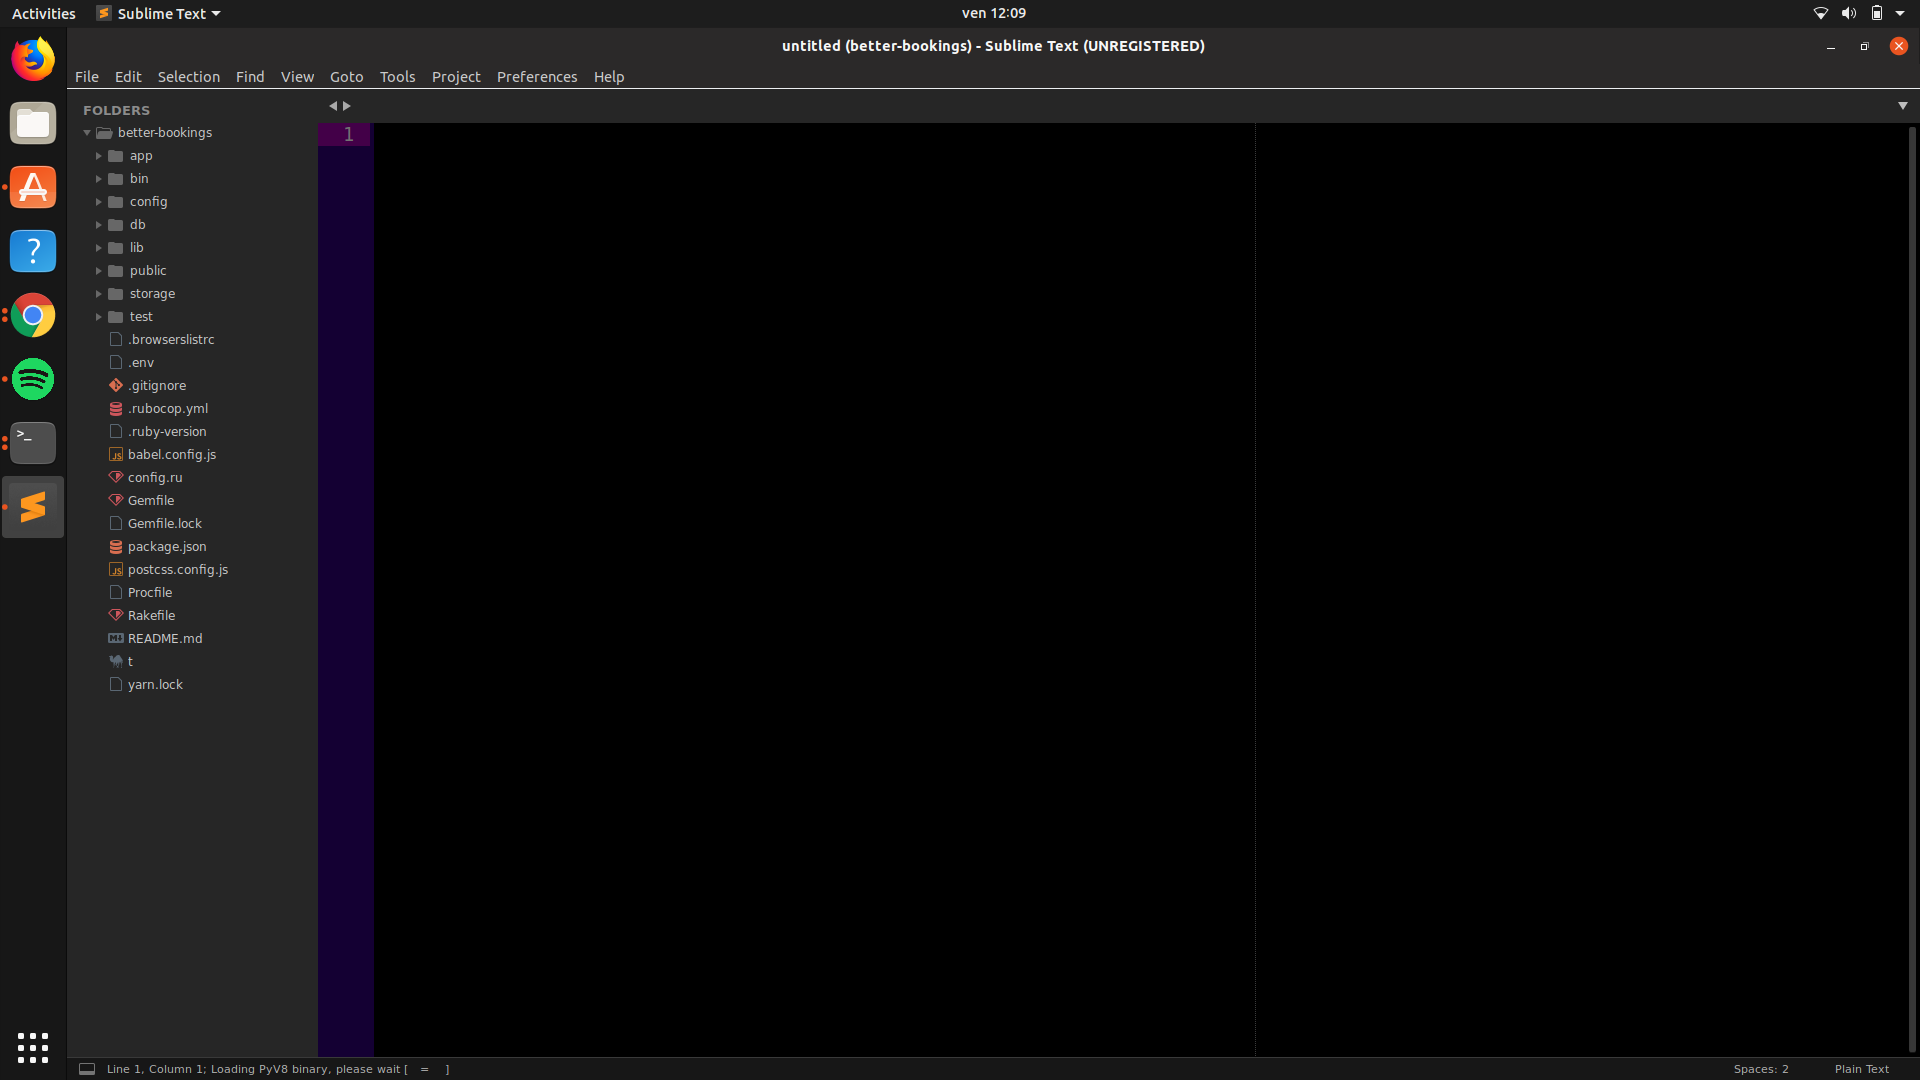 Activities Sublime Text ven 12:09
untitled (better-bookings) - Sublime Text (UNREGISTERED)
File Edit Selection Find View Goto Tools Project Preferences Help
FOLDERS
better-bookings
1
app
bin
config
db
lib
public
storage
test
.browserslistrc
.env
.gitignore
.rubocop.yml
.ruby-version
JS babel.config.js
config.ru
Gemfile
Gemfile.lock
package.json
JS postcss.config.js
Procfile
Rakefile
README.md
t
yarn.lock
Line 1, Column 1; Loading PyV8 binary, please wait [ = ] Spaces: 2 Plain Text